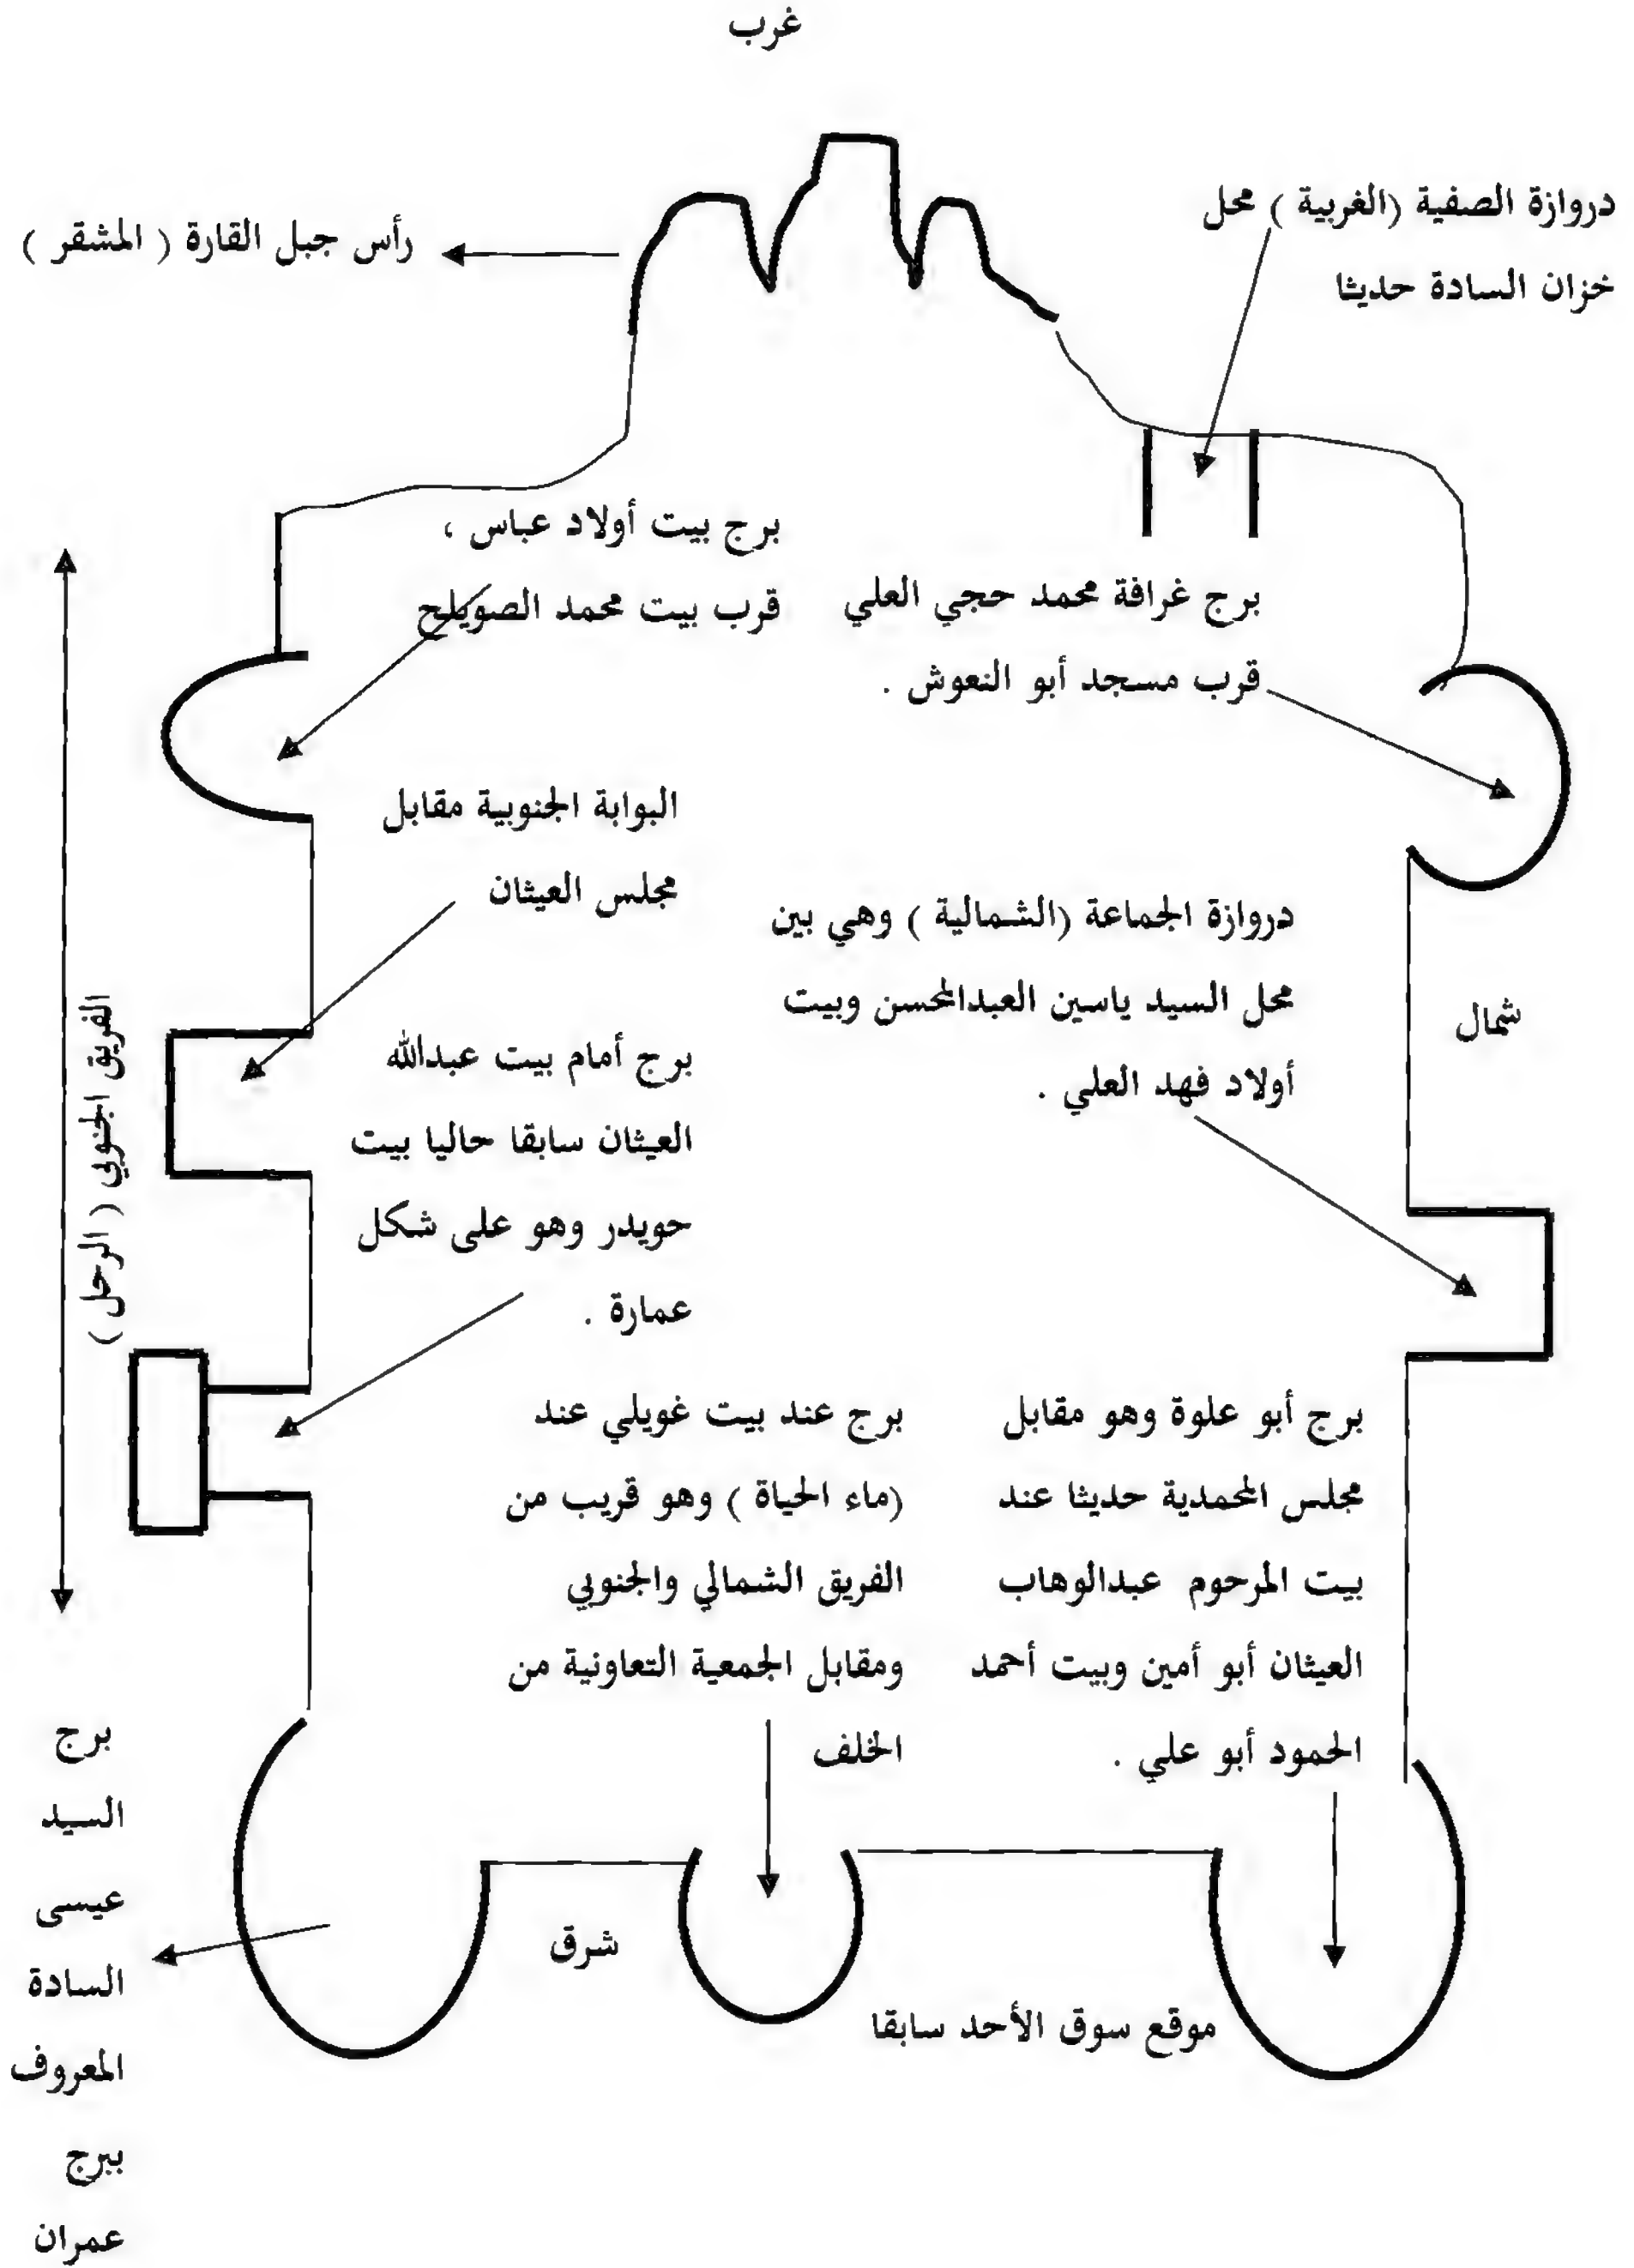 غرب
دروازة الصفية (الغربية ) محل
خزان السادة حديثا
رأس جبل القارة ( المشقر )
برج بيت أولاد عباس ،
قرب بيت محمد الصويلح
برج غرافة محمد حجي العلي
قرب مسجد أبو النعوش .
البوابة الجنوبية مقابل
مجلس العيثان
دروازة الجماعة (الشمالية ) وهي بين
محل السيد ياسين العبدالمحسن وبيت
أولاد فهد العلي .
شمال
الفريق الجنوبي ( الرحل )
برج أمام بيت عبدالله
العيثان سابقا حاليا بيت
حويدر وهو على شكل
عمارة .
برج أبو علوة وهو مقابل
مجلس المحمدية حديثا عند
بيت المرحوم عبدالوهاب
العيثان أبو أمين وبيت أحمد
الحمود أبو علي .
برج عند بيت غويلي عند
(ماء الحياة ) وهو قريب من
الفريق الشمالي والجنوبي
ومقابل الجمعية التعاونية من
الخلف
برج
السيد
عيسى
السادة
المعروف
ببرج
عمران
شرق
موقع سوق الأحد سابقا